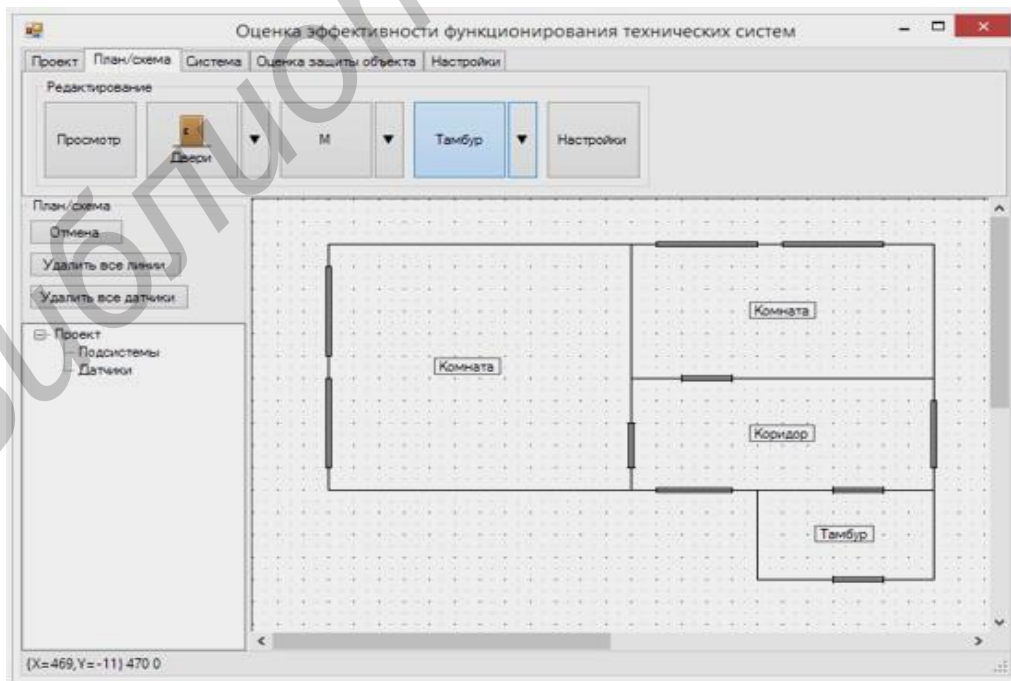 Оценка эффективности функционирования технических систем
Проект План/схема Система Оценка защиты объекта Настройки
Редактирование
Просмотр Двери М Тамбур Настройки
План/схема
Отмена
Удалить все линии
Удалить все датчики
Проект
Подсистемы
Датчики
Комната
Комната
Коридор
Тамбур
{X=469,Y=-11} 470 0